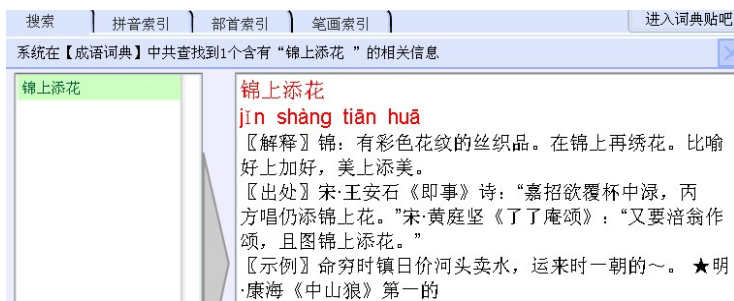 搜索 拼音索引 部首索引 笔画索引 进入词典贴吧
系统在【成语词典】中共查找到1个含有“锦上添花 ”的相关信息
锦上添花
锦上添花
jǐn shàng tiān huā
〖解释〗锦：有彩色花纹的丝织品。在锦上再绣花。比喻
好上加好，美上添美。
〖出处〗宋·王安石《即事》诗：“嘉招欲覆杯中渌，丙
方唱仍添锦上花。”宋·黄庭坚《了了庵颂》：“又要涪翁作
颂，且图锦上添花。”
〖示例〗命穷时镇日价河头卖水，运来时一朝的～。 ★明
·康海《中山狼》第一的